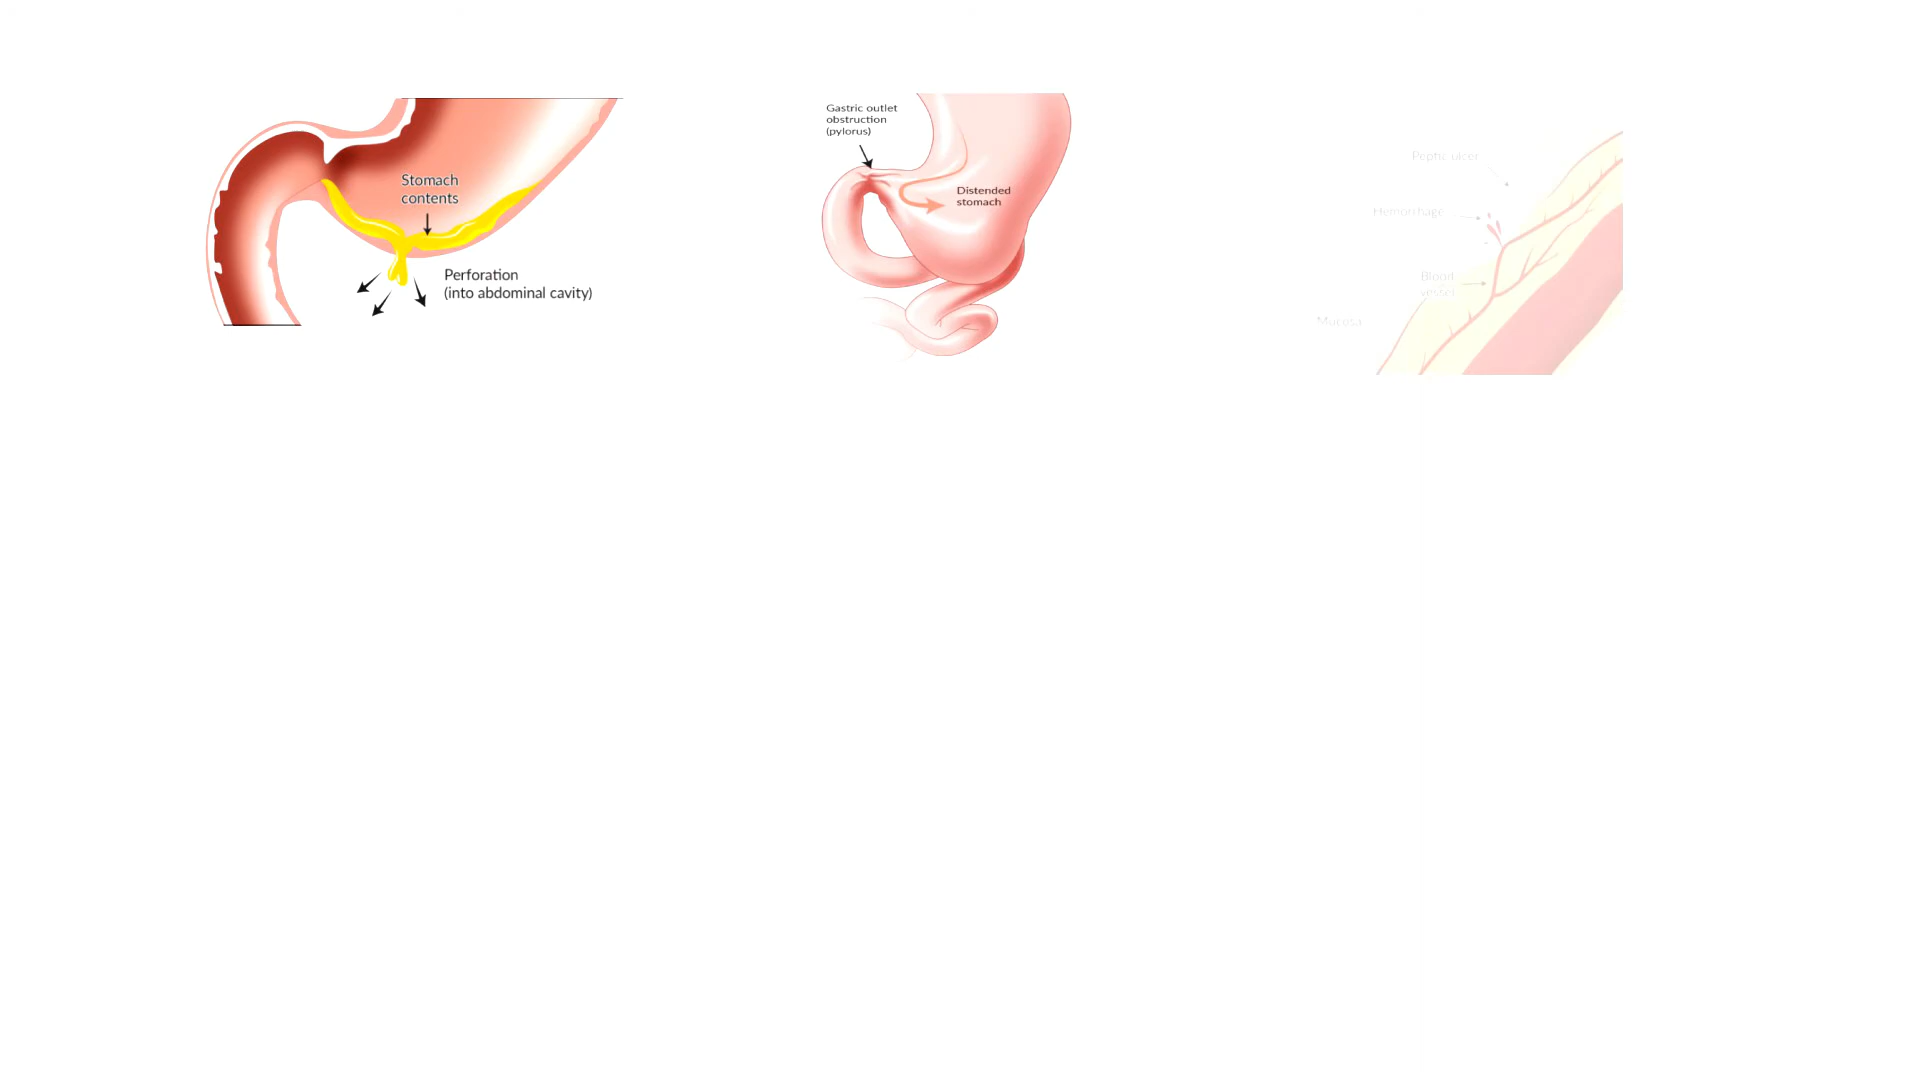 Stomach
contents
Perforation
(into abdominal cavity)
Gastric outlet
obstruction
(pylorus)
Distended
stomach
Peptic ulcer
Hemorrhage
Blood
vessel
Mucosa